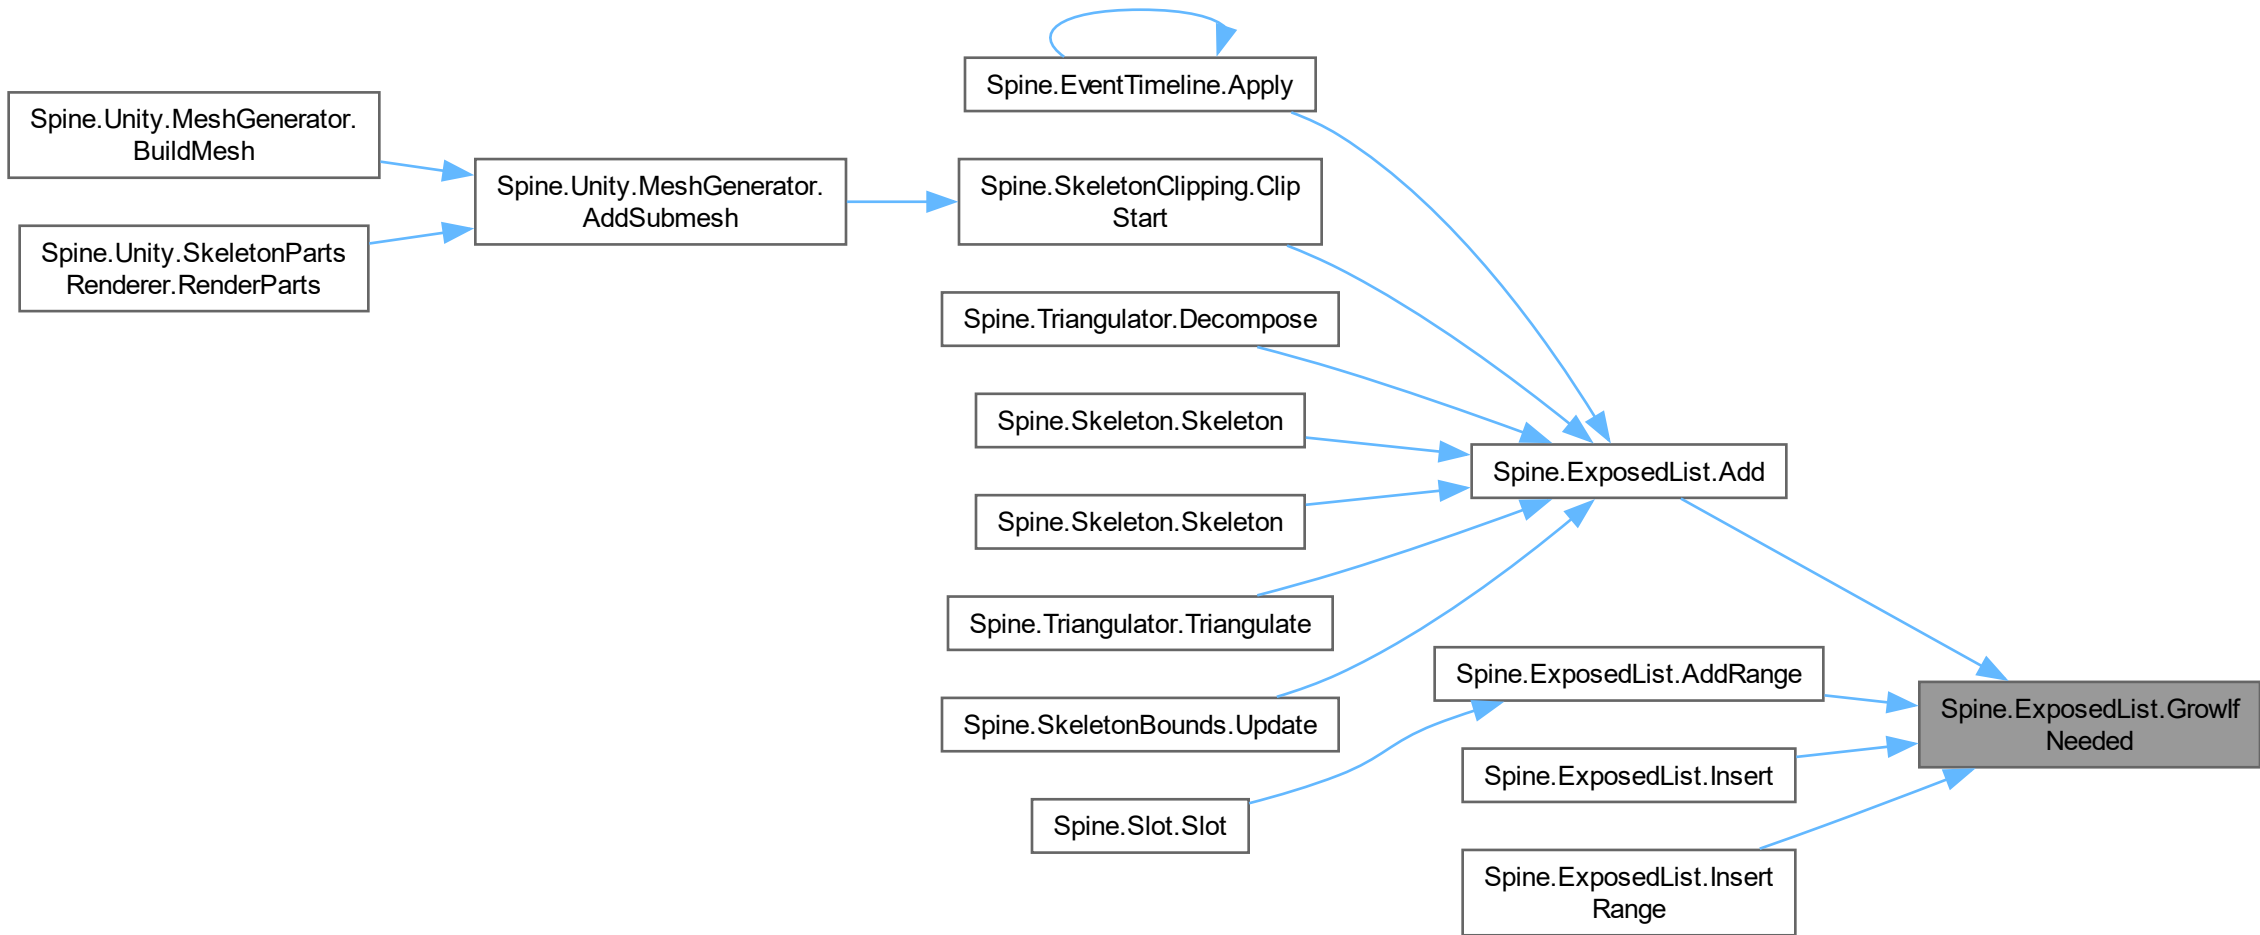 Spine.EventTimeline.Apply
Spine.Unity.MeshGenerator.
BuildMesh
Spine.Unity.MeshGenerator.
AddSubmesh
Spine.SkeletonClipping.Clip
Start
Spine.Unity.SkeletonParts
Renderer.RenderParts
Spine.Triangulator.Decompose
Spine.Skeleton.Skeleton
Spine.ExposedList.Add
Spine.Skeleton.Skeleton
Spine.Triangulator.Triangulate
Spine.ExposedList.AddRange
Spine.SkeletonBounds.Update
Spine.ExposedList.GrowIf
Needed
Spine.ExposedList.Insert
Spine.Slot.Slot
Spine.ExposedList.Insert
Range